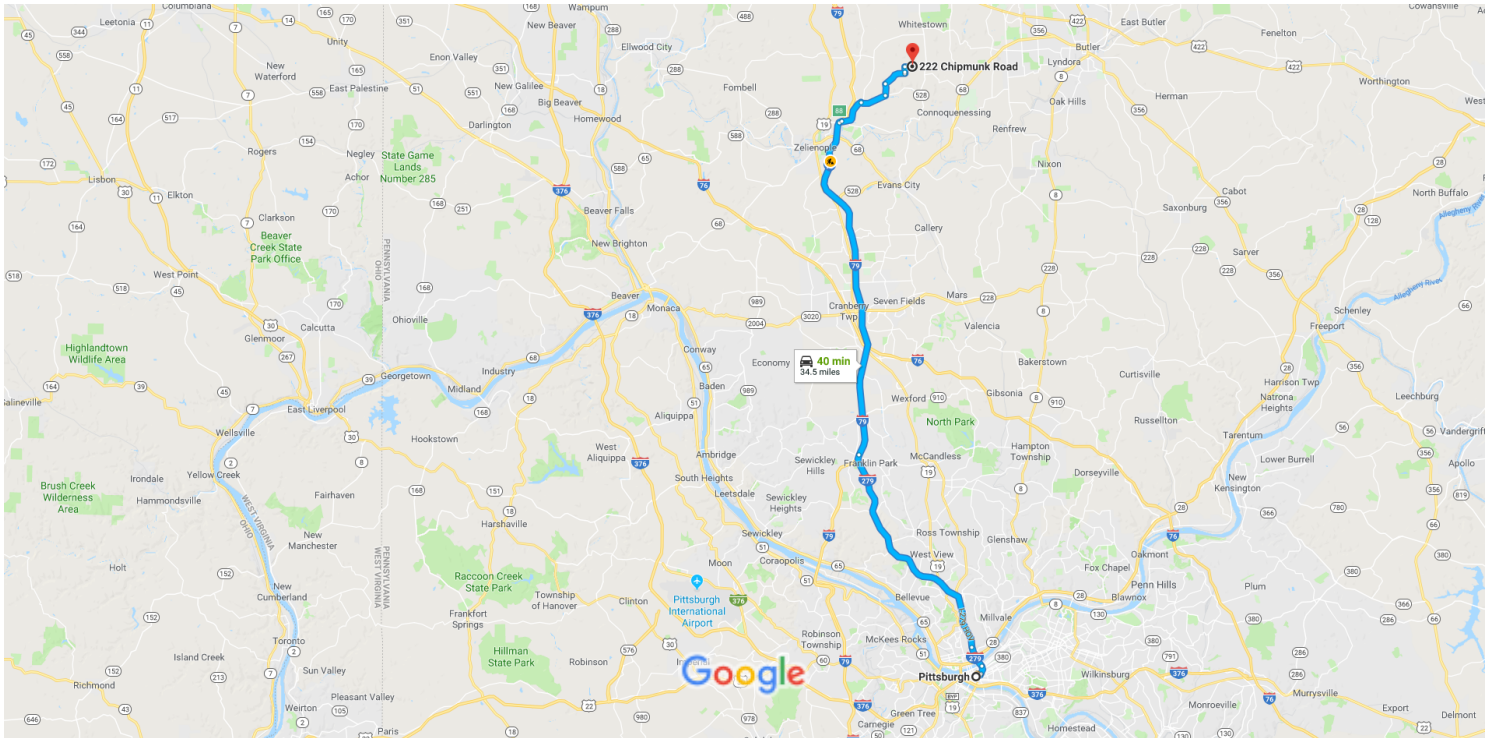 Leetonia
Columbiana
Unity
New Waterford
East Palestine
Enon Valley
New Galilee
Darlington
Big Beaver
Homewood
Wampum
New Beaver
Ellwood City
Fombell
Zelienople
Whitestown
222 Chipmunk Road
Connoquenessing
Renfrew
Evans City
Callery
East Butler
Butler
Lyndora
Oak Hills
Fenelton
Cowansville
Herman
Worthington
Nixon
Saxonburg
Cabot
Sarver
North Buffalo
Allegheny River
Allegheny River
Rogers
Negley
Achor
State Game Lands Number 285
Lisbon
Elkton
Clarkson
Beaver Creek State Park Office
PENNSYLVANIA
OHIO
West Point
Beaver Falls
New Brighton
Beaver
Monaca
Calcutta
Glenmoor
Ohioville
Highlandtown Wildlife Area
Georgetown
Midland
Industry
East Liverpool
Wellsville
Salineville
Conway
Baden
Economy
Aliquippa
Cranberry Twp
Seven Fields
Mars
Valencia
40 min
34.5 miles
Bakerstown
Curtisville
Gibsonia
Wexford
North Park
Russellton
Freeport
Schenley
Harrison Twp
Natrona Heights
Leechburg
Tarentum
Vandergrift
Hookstown
West Aliquippa
Ambridge
South Heights
Leetsdale
Sewickley Hills
Sewickley Heights
Franklin Park
McCandless
Hampton Township
Dorseyville
Lower Burrell
New Kensington
Apollo
Yellow Creek
Irondale
Hammondsville
Brush Creek Wilderness Area
Fairhaven
New Manchester
WEST VIRGINIA
OHIO
Harshaville
Sewickley
Coraopolis
Moon
Ross Township
Glenshaw
West View
Fox Chapel
Oakmont
Penn Hills
Blawnox
Plum
Holt
New Cumberland
PENNSYLVANIA
WEST VIRGINIA
Raccoon Creek State Park
Frankfort Springs
Township of Hanover
Clinton
Pittsburgh International Airport
Bellevue
Millvale
McKees Rocks
Robinson Township
Toronto
Island Creek
Sun Valley
Hillman State Park
Robinson
Google
Pittsburgh
Wilkinsburg
Richmond
Pleasant Valley
Weirton
Paris
Carnegie
Green Tree
Homestead
Monroeville
Murrysville
Export
Delmont